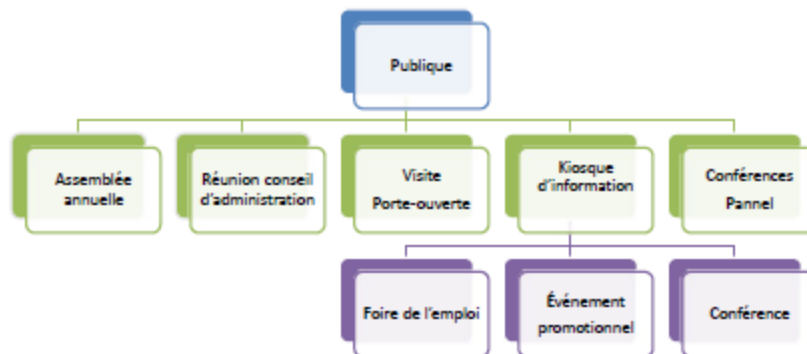 Publique
Assemblée
annuelle
Réunion conseil
d'administration
Visite
Porte-ouverte
Kiosque
d'information
Conférences
Pannel
Foire de l'emploi
Événement
promotionnel
Conférence